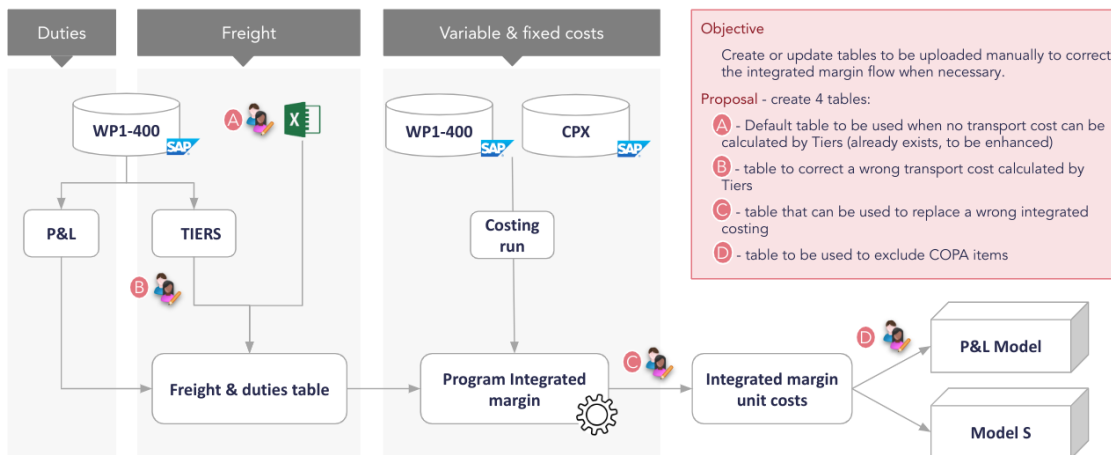 Duties
Freight
Variable & fixed costs
Objective
Create or update tables to be uploaded manually to correct
the integrated margin flow when necessary.
Proposal - create 4 tables:
A - Default table to be used when no transport cost can be
calculated by Tiers (already exists, to be enhanced)
B - table to correct a wrong transport cost calculated by
Tiers
C - table that can be used to replace a wrong integrated
costing
D - table to be used to exclude COPA items
WP1-400
SAP
A
X
WP1-400
SAP
CPX
SAP
P&L
TIERS
Costing
run
B
Freight & duties table
Program Integrated
margin
C
Integrated margin
unit costs
D
P&L Model
Model S